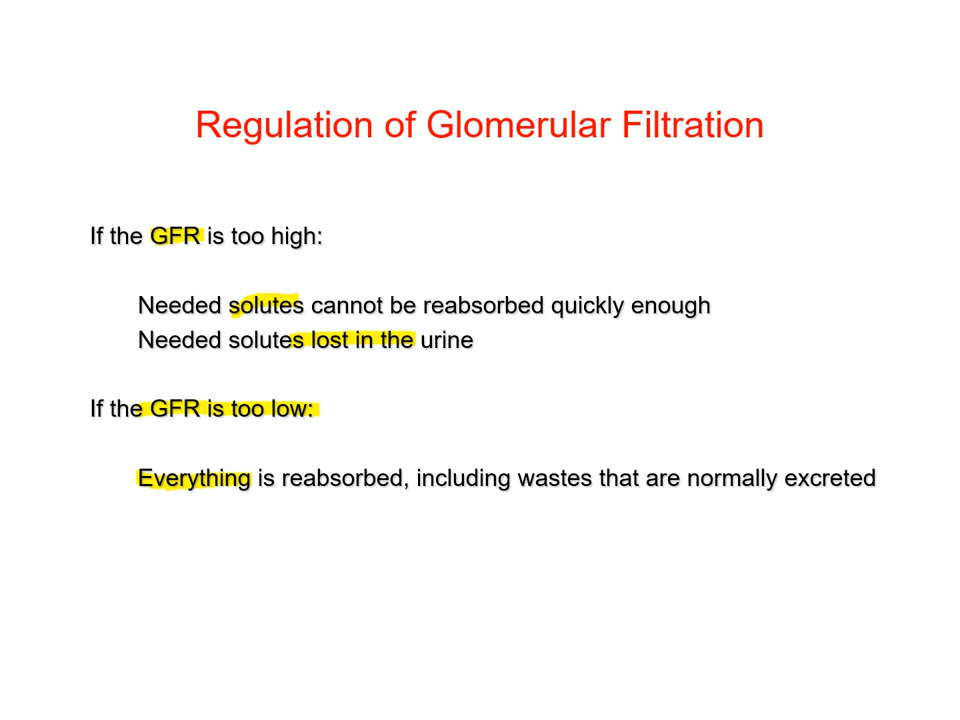 Regulation of Glomerular Filtration
If the GFR is too high:
Needed solutes cannot be reabsorbed quickly enough
Needed solutes lost in the urine
If the GFR is too low:
Everything is reabsorbed, including wastes that are normally excreted